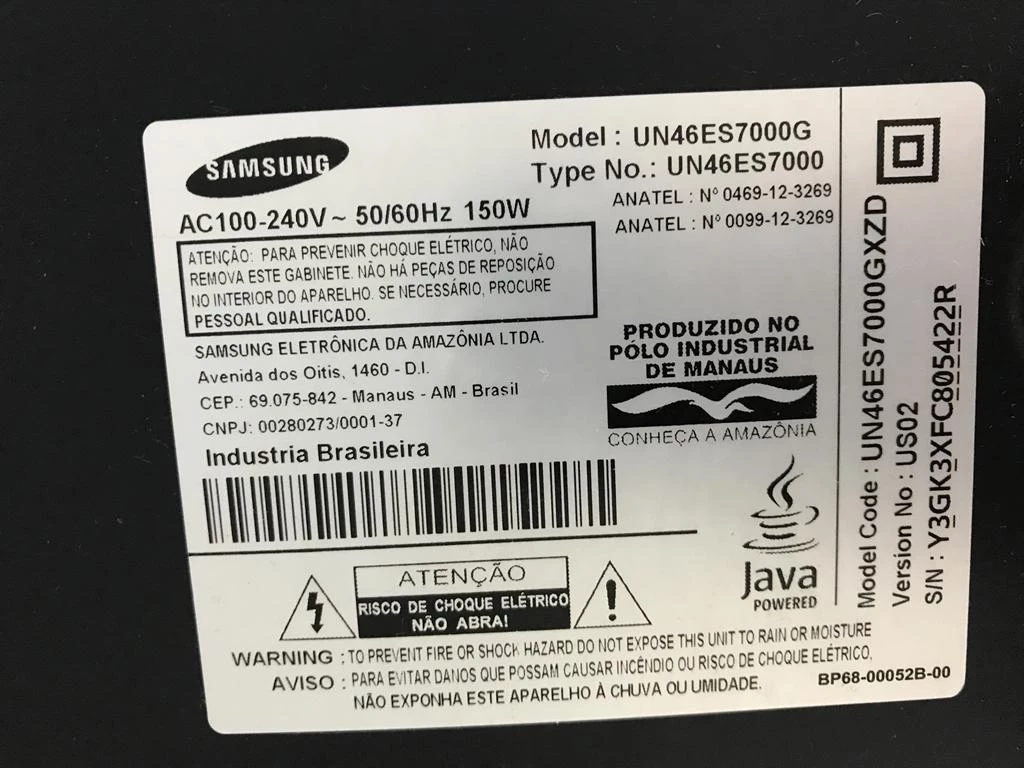 SAMSUNG
Model : UN46ES7000G
Type No.: UN46ES7000
ANATEL : Nº 0469-12-3269
ANATEL : Nº 0099-12-3269
AC100-240V ~ 50/60Hz 150W
ATENÇÃO: PARA PREVENIR CHOQUE ELÉTRICO, NÃO
REMOVA ESTE GABINETE. NÃO HÁ PEÇAS DE REPOSIÇÃO
NO INTERIOR DO APARELHO. SE NECESSÁRIO, PROCURE
PESSOAL QUALIFICADO.
SAMSUNG ELETRÔNICA DA AMAZÔNIA LTDA.
Avenida dos Oitis, 1460 - D.I.
CEP.: 69.075-842 - Manaus - AM - Brasil
CNPJ: 00280273/0001-37
Industria Brasileira
PRODUZIDO NO
PÓLO INDUSTRIAL
DE MANAUS
CONHEÇA A AMAZÔNIA
Java
POWERED
ATENÇÃO
RISCO DE CHOQUE ELÉTRICO
NÃO ABRA!
WARNING : TO PREVENT FIRE OR SHOCK HAZARD DO NOT EXPOSE THIS UNIT TO RAIN OR MOISTURE
AVISO : PARA EVITAR DANOS QUE POSSAM CAUSAR INCÊNDIO OU RISCO DE CHOQUE ELÉTRICO,
NÃO EXPONHA ESTE APARELHO À CHUVA OU UMIDADE.
BP68-00052B-00
Model Code : UN46ES7000GXZD
Version No : US02
S/N : Y3GK3XFC805422R